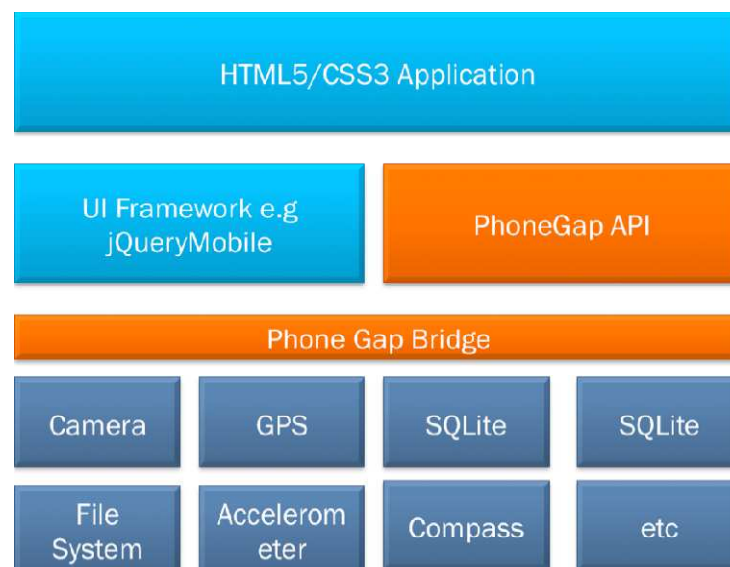 HTML5/CSS3 Application
UI Framework e.g
jQueryMobile
PhoneGap API
Phone Gap Bridge
Camera
GPS
SQLite
SQLite
File
System
Accelerom
eter
Compass
etc